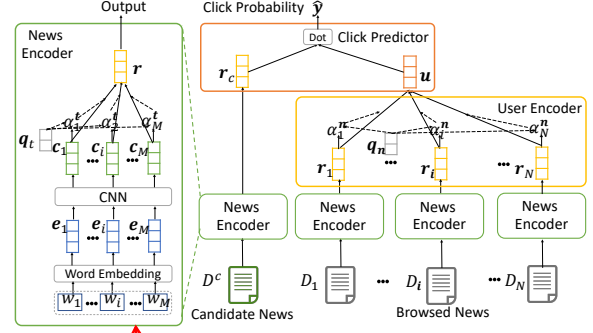 Output
Click Probability ŷ
News
Encoder
r
Dot
Click Predictor
r_c
u
α_1^t α_i^t α_M^t
q_t
User Encoder
α_1^n α_i^n α_N^n
q_n
c_1 ••• c_i ••• c_M
r_1 ••• r_i ••• r_N
CNN
e_1 ••• e_i ••• e_M
News
Encoder
News
Encoder
News
Encoder
News
Encoder
Word Embedding
w_1 ••• w_i ••• w_M
D^c
D_1 ••• D_i ••• D_N
Candidate News
Browsed News